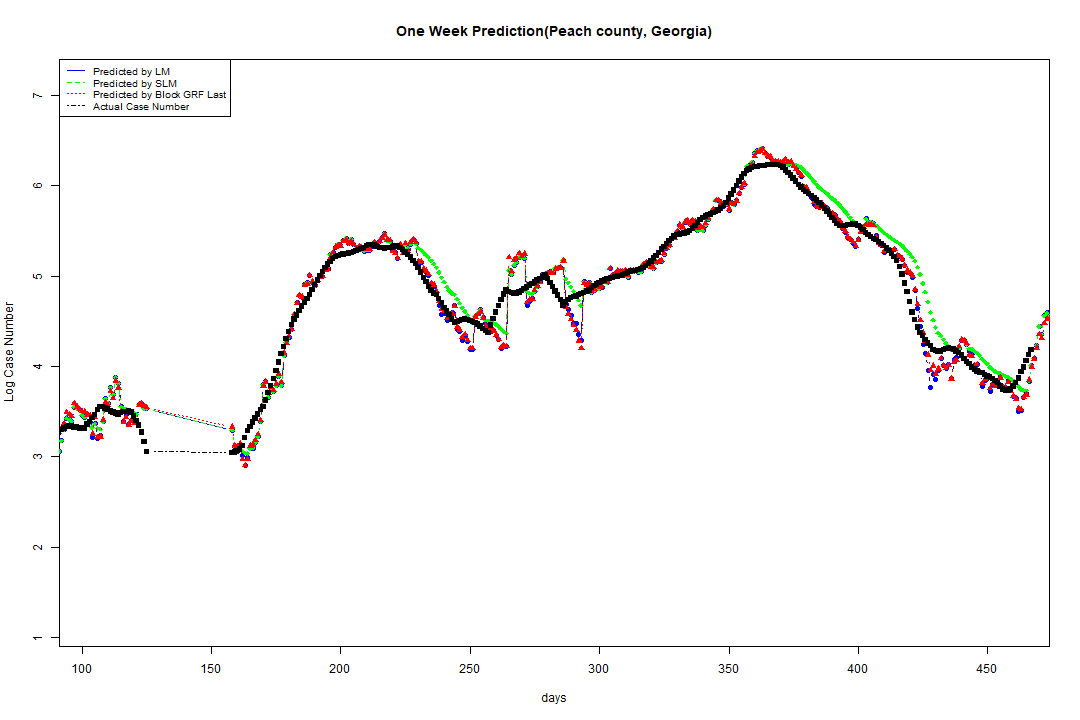 One Week Prediction(Peach county, Georgia)
Predicted by LM
Predicted by SLM
Predicted by Block GRF Last
Actual Case Number
7
6
5
4
3
2
1
Log Case Number
100 150 200 250 300 350 400 450
days